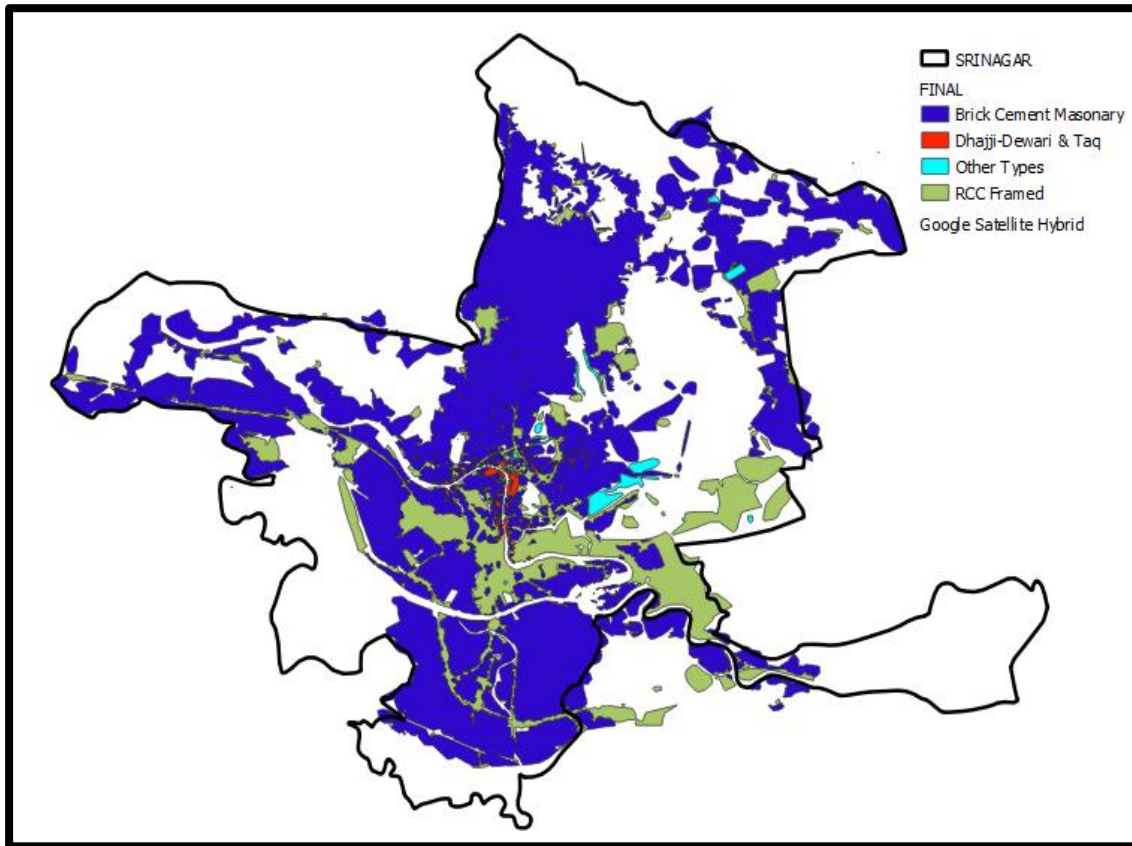 SRINAGAR
FINAL
Brick Cement Masonary
Dhajji-Dewari & Taq
Other Types
RCC Framed
Google Satellite Hybrid